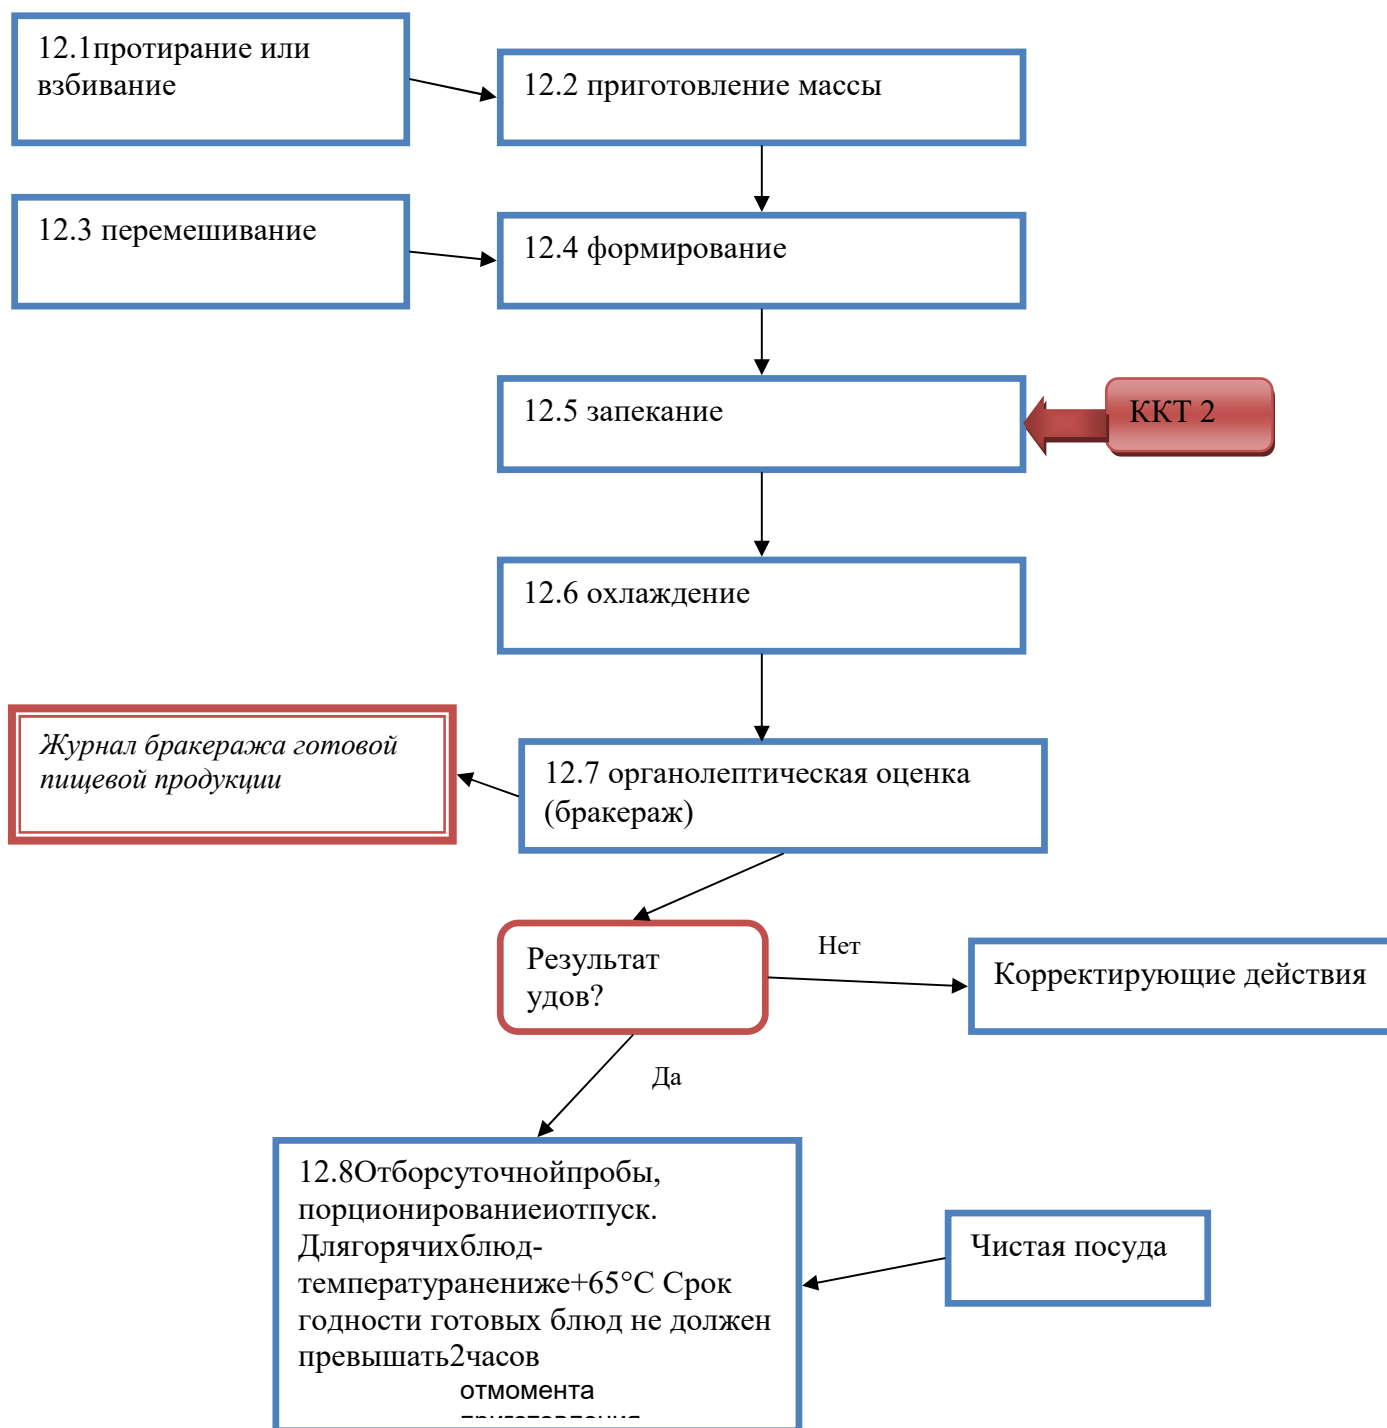 12.1протирание или
взбивание
12.2 приготовление массы
12.3 перемешивание
12.4 формирование
12.5 запекание
ККТ 2
12.6 охлаждение
Журнал бракеража готовой
пищевой продукции
12.7 органолептическая оценка
(бракераж)
Результат
удов?
Нет
Корректирующие действия
Да
12.8Отборсуточнойпробы,
порционированиеиотпуск.
Длягорячихблюд-
температураненижe+65°С Срок
годности готовых блюд не должен
превышать2часов
отмомента
Чистая посуда